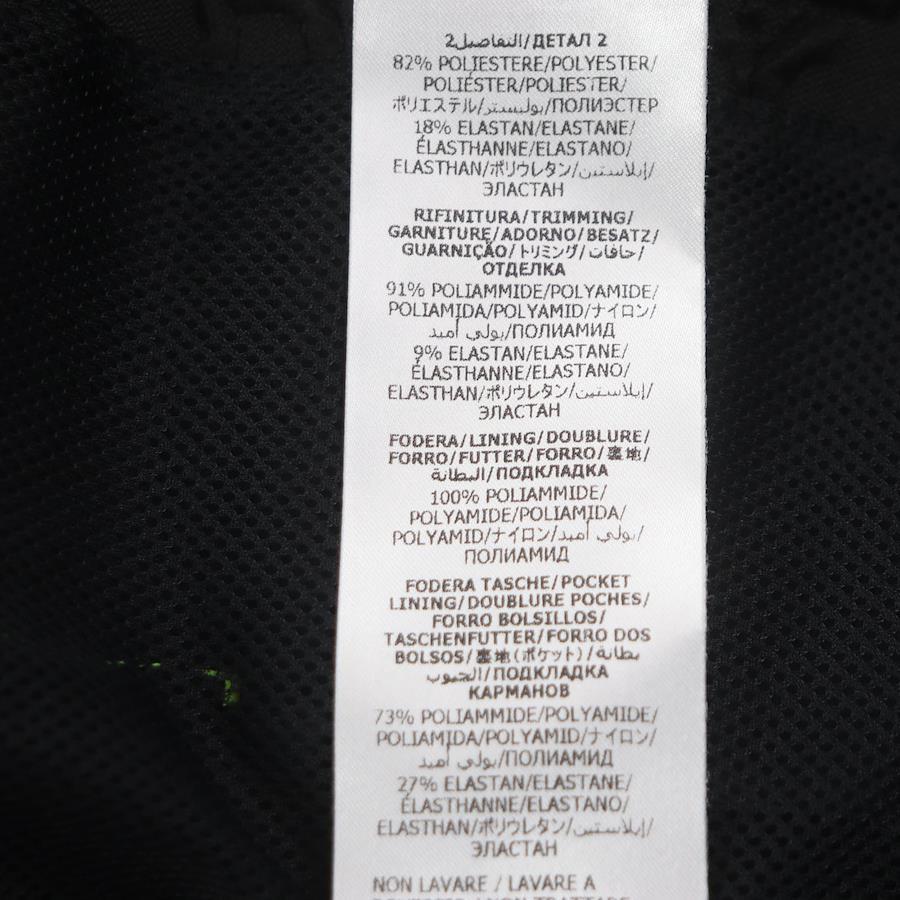 التفاصيل2/ДЕТАЛ 2
82% POLIESTERE/POLYESTER/
POLIÉSTER/POLIESTER/
ポリエステル/بوليستر/ПОЛИЭСТЕР
18% ELASTAN/ELASTANE/
ÉLASTHANNE/ELASTANO/
ELASTHAN/ポリウレタン/إيلاستين/
ЭЛАСТАН
RIFINITURA/TRIMMING/
GARNITURE/ADORNO/BESATZ/
GUARNIÇÃO/トリミング/حافات/
ОТДЕЛКА
91% POLIAMMIDE/POLYAMIDE/
POLIAMIDA/POLYAMID/ナイロン/
بولي أميد/ПОЛИАМИД
9% ELASTAN/ELASTANE/
ÉLASTHANNE/ELASTANO/
ELASTHAN/ポリウレタン/إيلاستين/
ЭЛАСТАН
FODERA/LINING/DOUBLURE/
FORRO/FUTTER/FORRO/裏地/
البطانة/ПОДКЛАДКА
100% POLIAMMIDE/
POLYAMIDE/POLIAMIDA/
POLYAMID/ナイロン/بولي أميد/
ПОЛИАМИД
FODERA TASCHE/POCKET
LINING/DOUBLURE POCHES/
FORRO BOLSILLOS/
TASCHENFUTTER/FORRO DOS
BOLSOS/裏地(ポケット)/بطانة
الجيوب/ПОДКЛАДКА
КАРМАНОВ
73% POLIAMMIDE/POLYAMIDE/
POLIAMIDA/POLYAMID/ナイロン/
بولي أميد/ПОЛИАМИД
27% ELASTAN/ELASTANE/
ÉLASTHANNE/ELASTANO/
ELASTHAN/ポリウレタン/إيلاستين/
ЭЛАСТАН
NON LAVARE / LAVARE A